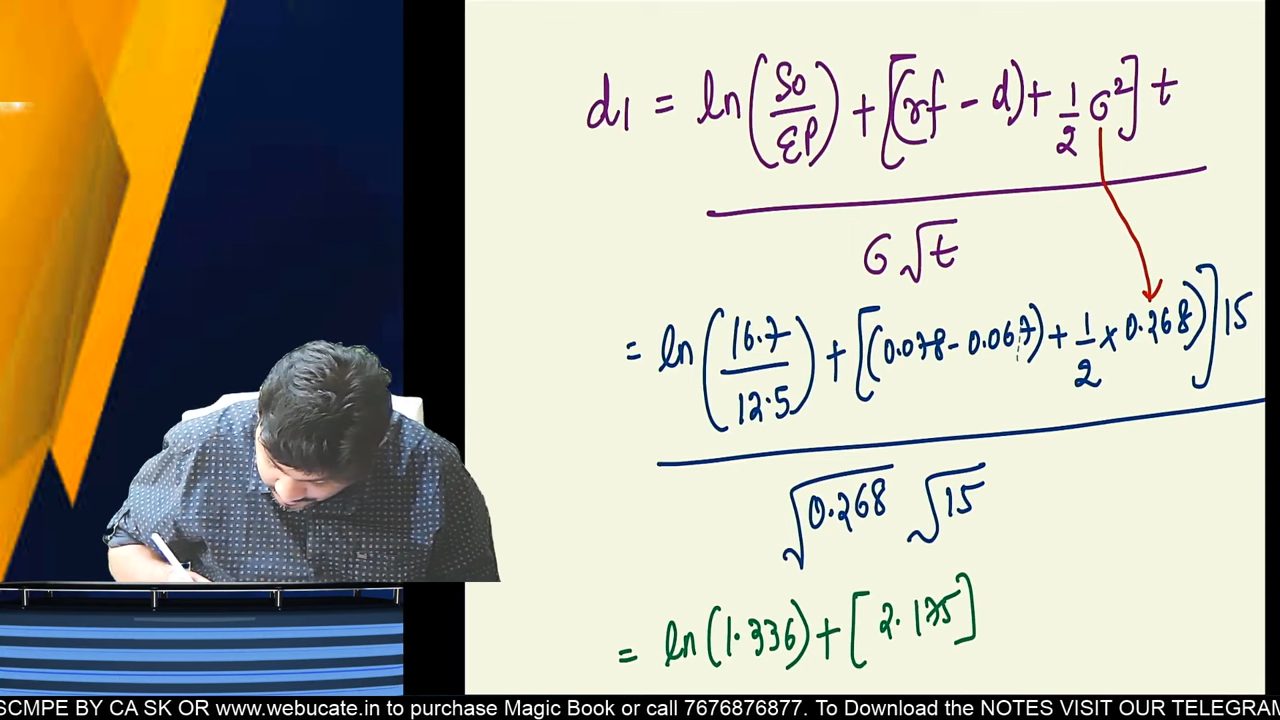 d1 = ln(So/EP) + [(rf - d) + 1/2 σ²] t
σ√t
= ln(16.7/12.5) + [(0.078 - 0.067) + 1/2 × 0.268)] 15
√0.268 √15
= ln(1.336) + [2.175]
SCMPE BY CA SK OR www.webucate.in to purchase Magic Book or call 7676876877. To Download the NOTES VISIT OUR TELEGRAM